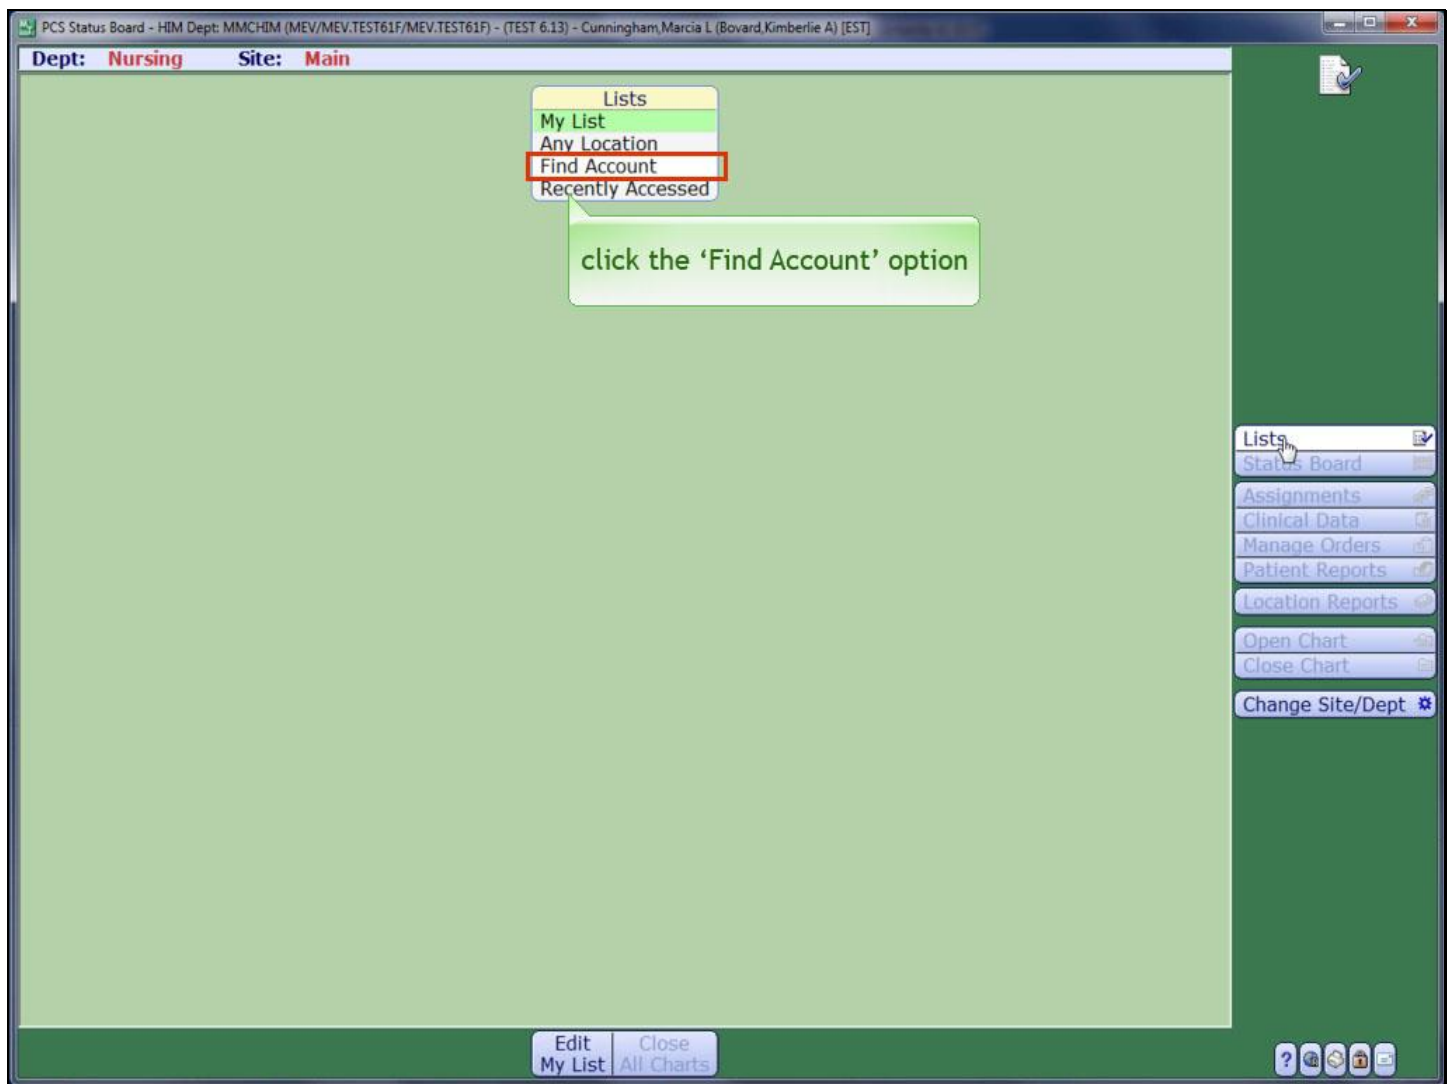 PCS Status Board - HIM Dept: MMCHIM (MEV/MEV.TEST61F/MEV.TEST61F) - (TEST 6.13) - Cunningham,Marcia L (Bovard,Kimberlie A) [EST]
Dept: Nursing Site: Main
Lists
My List
Any Location
Find Account
Recently Accessed
click the ‘Find Account’ option
Lists
Status Board
Assignments
Clinical Data
Manage Orders
Patient Reports
Location Reports
Open Chart
Close Chart
Change Site/Dept
Edit
My List
Close
All Charts
?